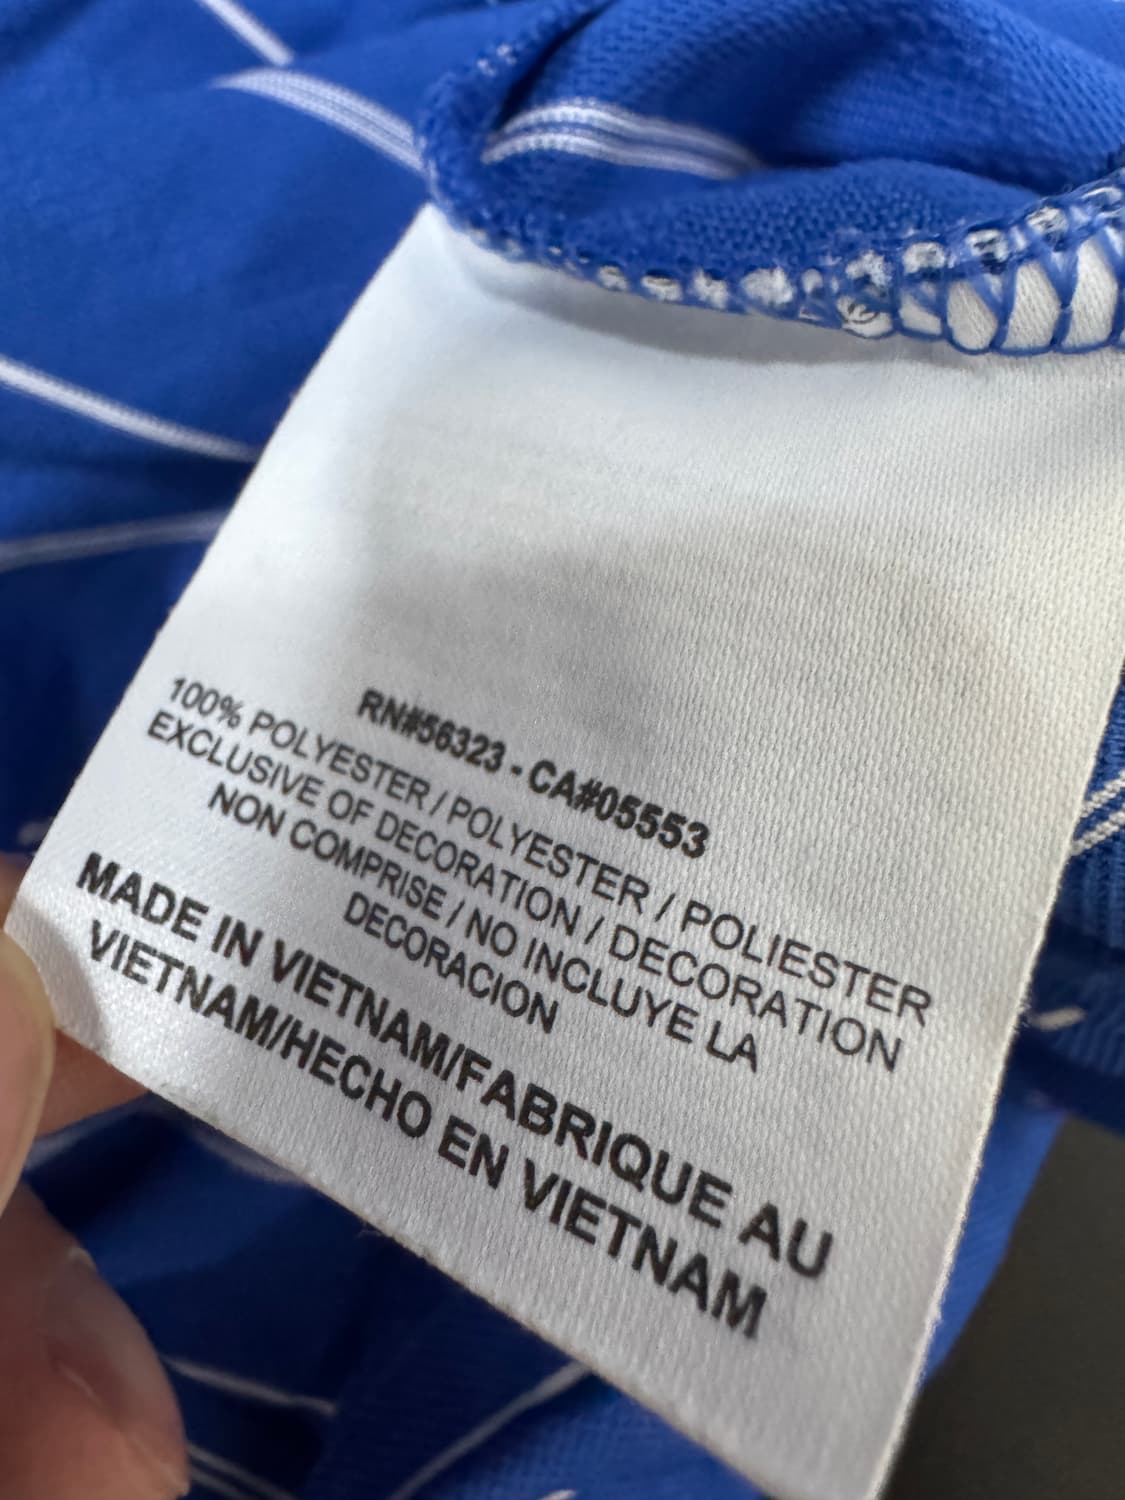 RN#56323 - CA#05553
100% POLYESTER / POLYESTER / POLIESTER
EXCLUSIVE OF DECORATION / DECORATION
NON COMPRISE / NO INCLUYE LA
DECORACION
MADE IN VIETNAM/FABRIQUE AU
VIETNAM/HECHO EN VIETNAM